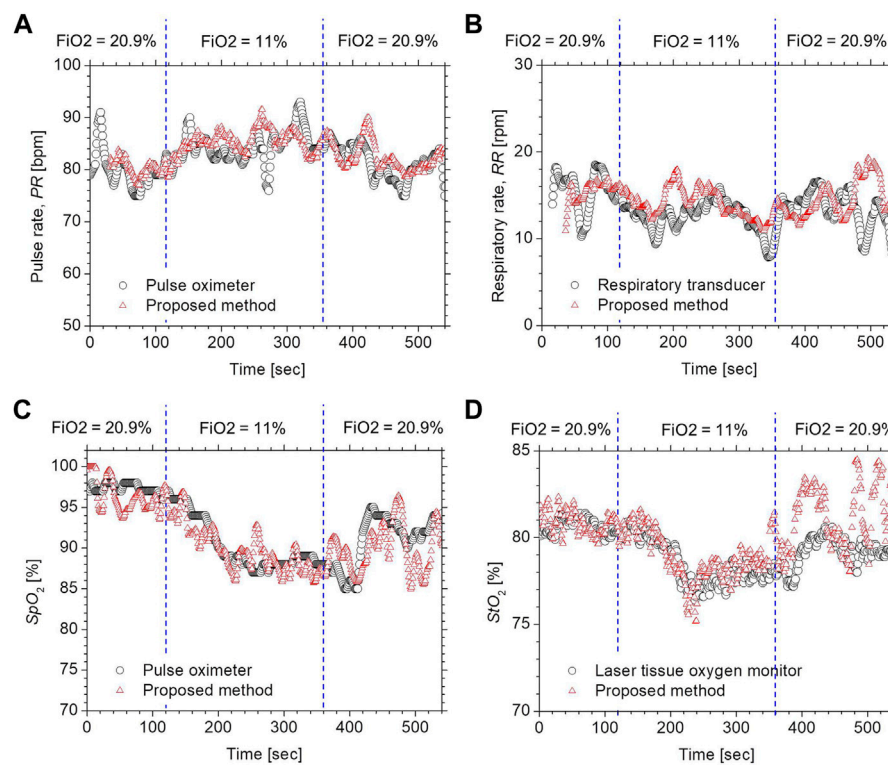 A
FiO2 = 20.9% FiO2 = 11% FiO2 = 20.9%
100
90
80
70
60
50
Pulse rate, PR [bpm]
Pulse oximeter
Proposed method
0 100 200 300 400 500
Time [sec]
B
FiO2 = 20.9% FiO2 = 11% FiO2 = 20.9%
30
20
10
0
Respiratory rate, RR [rpm]
Respiratory transducer
Proposed method
0 100 200 300 400 500
Time [sec]
C
FiO2 = 20.9% FiO2 = 11% FiO2 = 20.9%
100
95
90
85
80
75
70
SpO2 [%]
Pulse oximeter
Proposed method
0 100 200 300 400 500
Time [sec]
D
FiO2 = 20.9% FiO2 = 11% FiO2 = 20.9%
85
80
75
70
StO2 [%]
Laser tissue oxygen monitor
Proposed method
0 100 200 300 400 500
Time [sec]